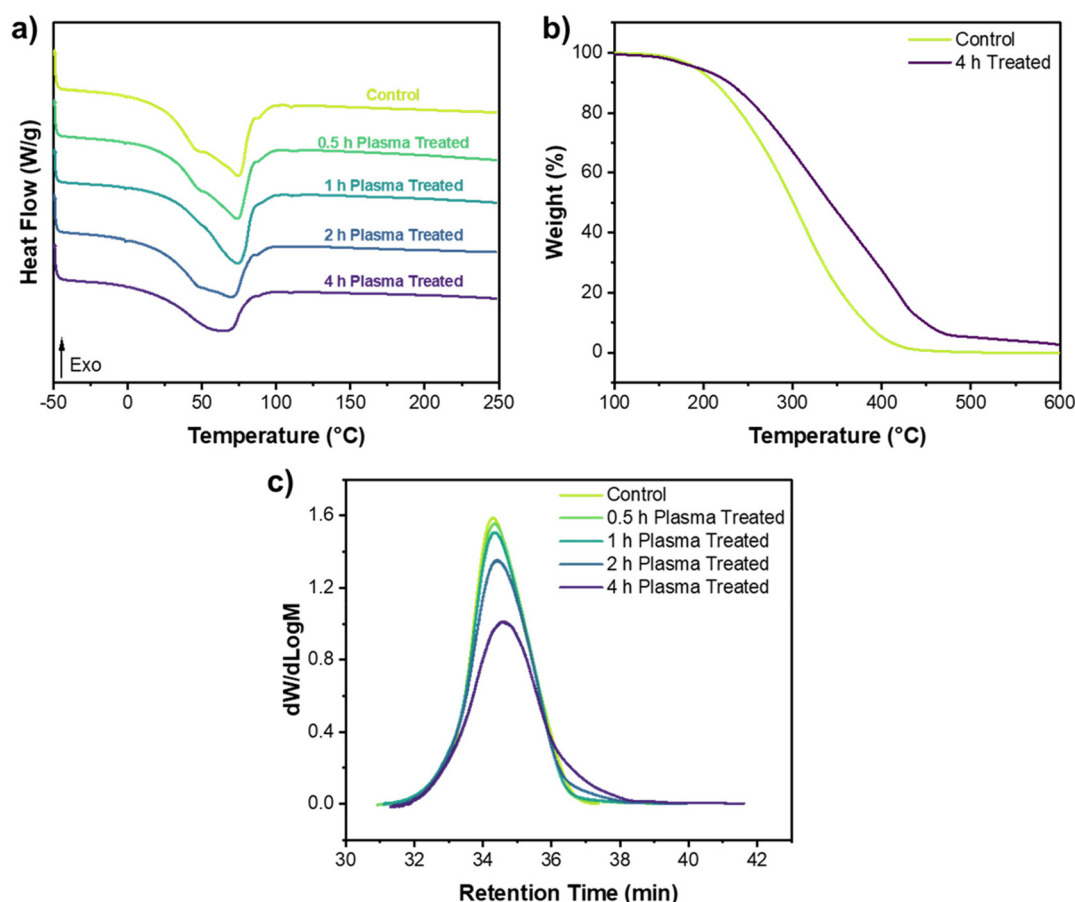 a)
Heat Flow (W/g)
Control
0.5 h Plasma Treated
1 h Plasma Treated
2 h Plasma Treated
4 h Plasma Treated
Exo
-50 0 50 100 150 200 250
Temperature (°C)
b)
Weight (%)
Control
4 h Treated
100
80
60
40
20
0
100 200 300 400 500 600
Temperature (°C)
c)
dW/dLogM
Control
0.5 h Plasma Treated
1 h Plasma Treated
2 h Plasma Treated
4 h Plasma Treated
1.6
1.2
0.8
0.4
0.0
30 32 34 36 38 40 42
Retention Time (min)